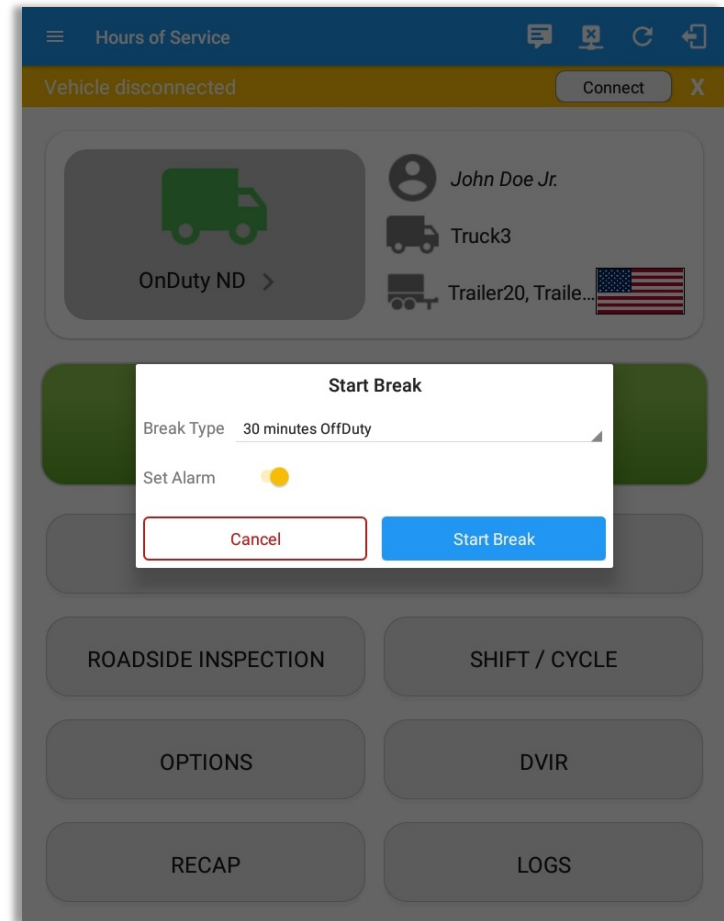 Hours of Service
Vehicle disconnected
Connect
X
OnDuty ND >
John Doe Jr.
Truck3
Trailer20, Traile...
Start Break
Break Type 30 minutes OffDuty
Set Alarm
Cancel
Start Break
ROADSIDE INSPECTION
SHIFT / CYCLE
OPTIONS
DVIR
RECAP
LOGS